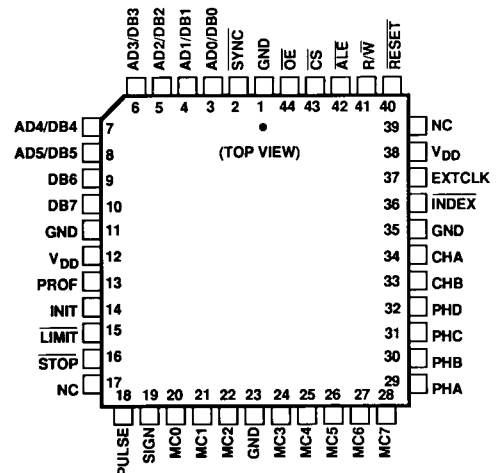 AD3/DB3 AD2/DB2 AD1/DB1 AD0/DB0 SYNC GND OE CS ALE R/W RESET
6 5 4 3 2 1 44 43 42 41 40
(TOP VIEW)
AD4/DB4 7
AD5/DB5 8
DB6 9
DB7 10
GND 11
VDD 12
PROF 13
INIT 14
LIMIT 15
STOP 16
NC 17
39 NC
38 VDD
37 EXTCLK
36 INDEX
35 GND
34 CHA
33 CHB
32 PHD
31 PHC
30 PHB
29 PHA
18 19 20 21 22 23 24 25 26 27 28
PULSE SIGN MC0 MC1 MC2 GND MC3 MC4 MC5 MC6 MC7